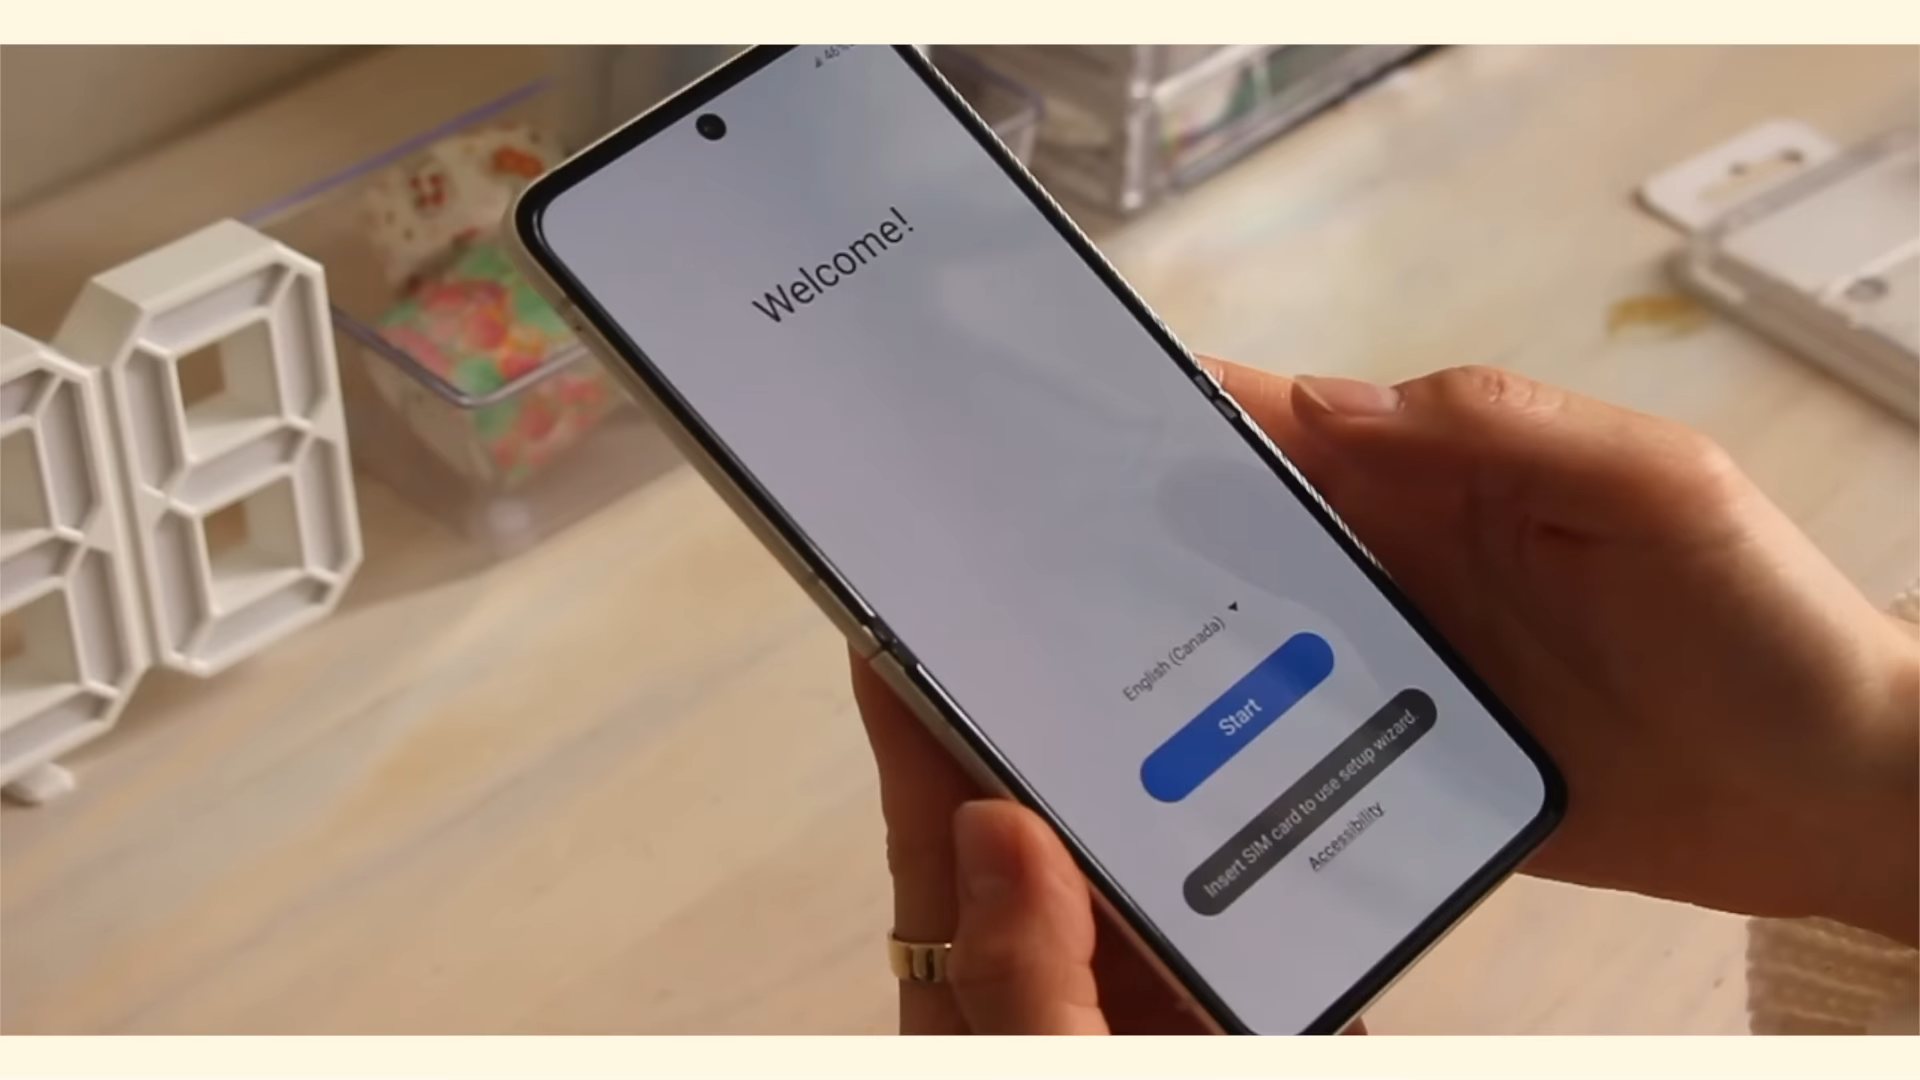 Welcome!
English (Canada)
Start
Insert SIM card to use setup wizard.
Accessibility